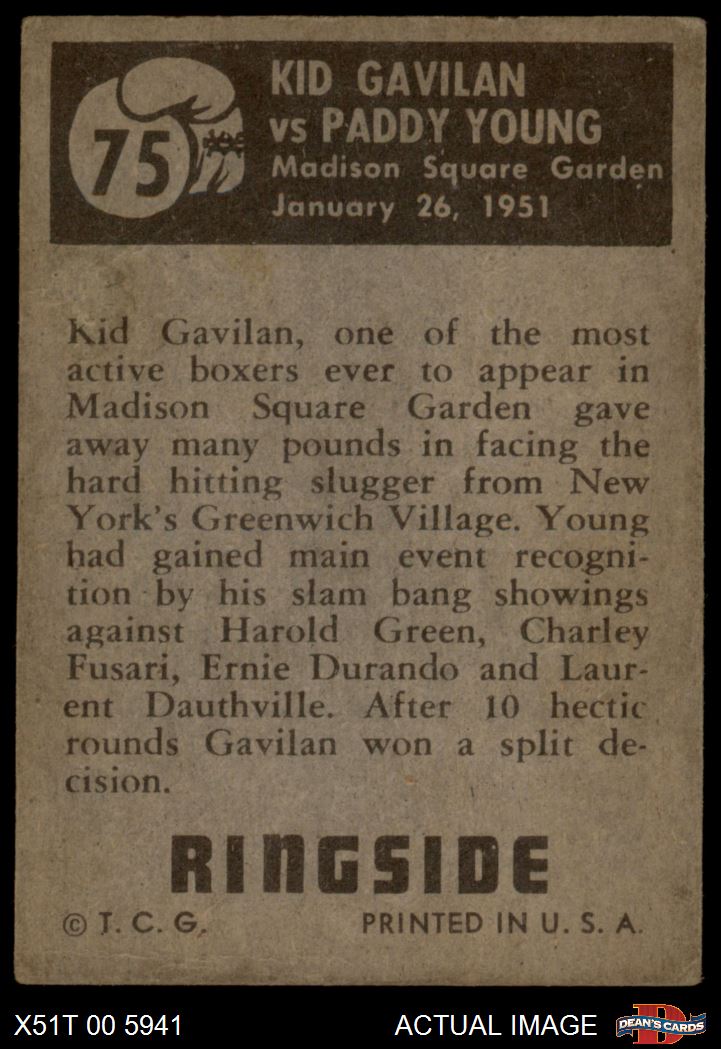 75
KID GAVILAN
vs PADDY YOUNG
Madison Square Garden
January 26, 1951
Kid Gavilan, one of the most
active boxers ever to appear in
Madison Square Garden gave
away many pounds in facing the
hard hitting slugger from New
York's Greenwich Village. Young
had gained main event recogni-
tion by his slam bang showings
against Harold Green, Charley
Fusari, Ernie Durando and Laur-
ent Dauthville. After 10 hectic
rounds Gavilan won a split de-
cision.
RINGSIDE
© T. C. G. PRINTED IN U. S. A.
X51T 00 5941 ACTUAL IMAGE D DEAN'S CARDS